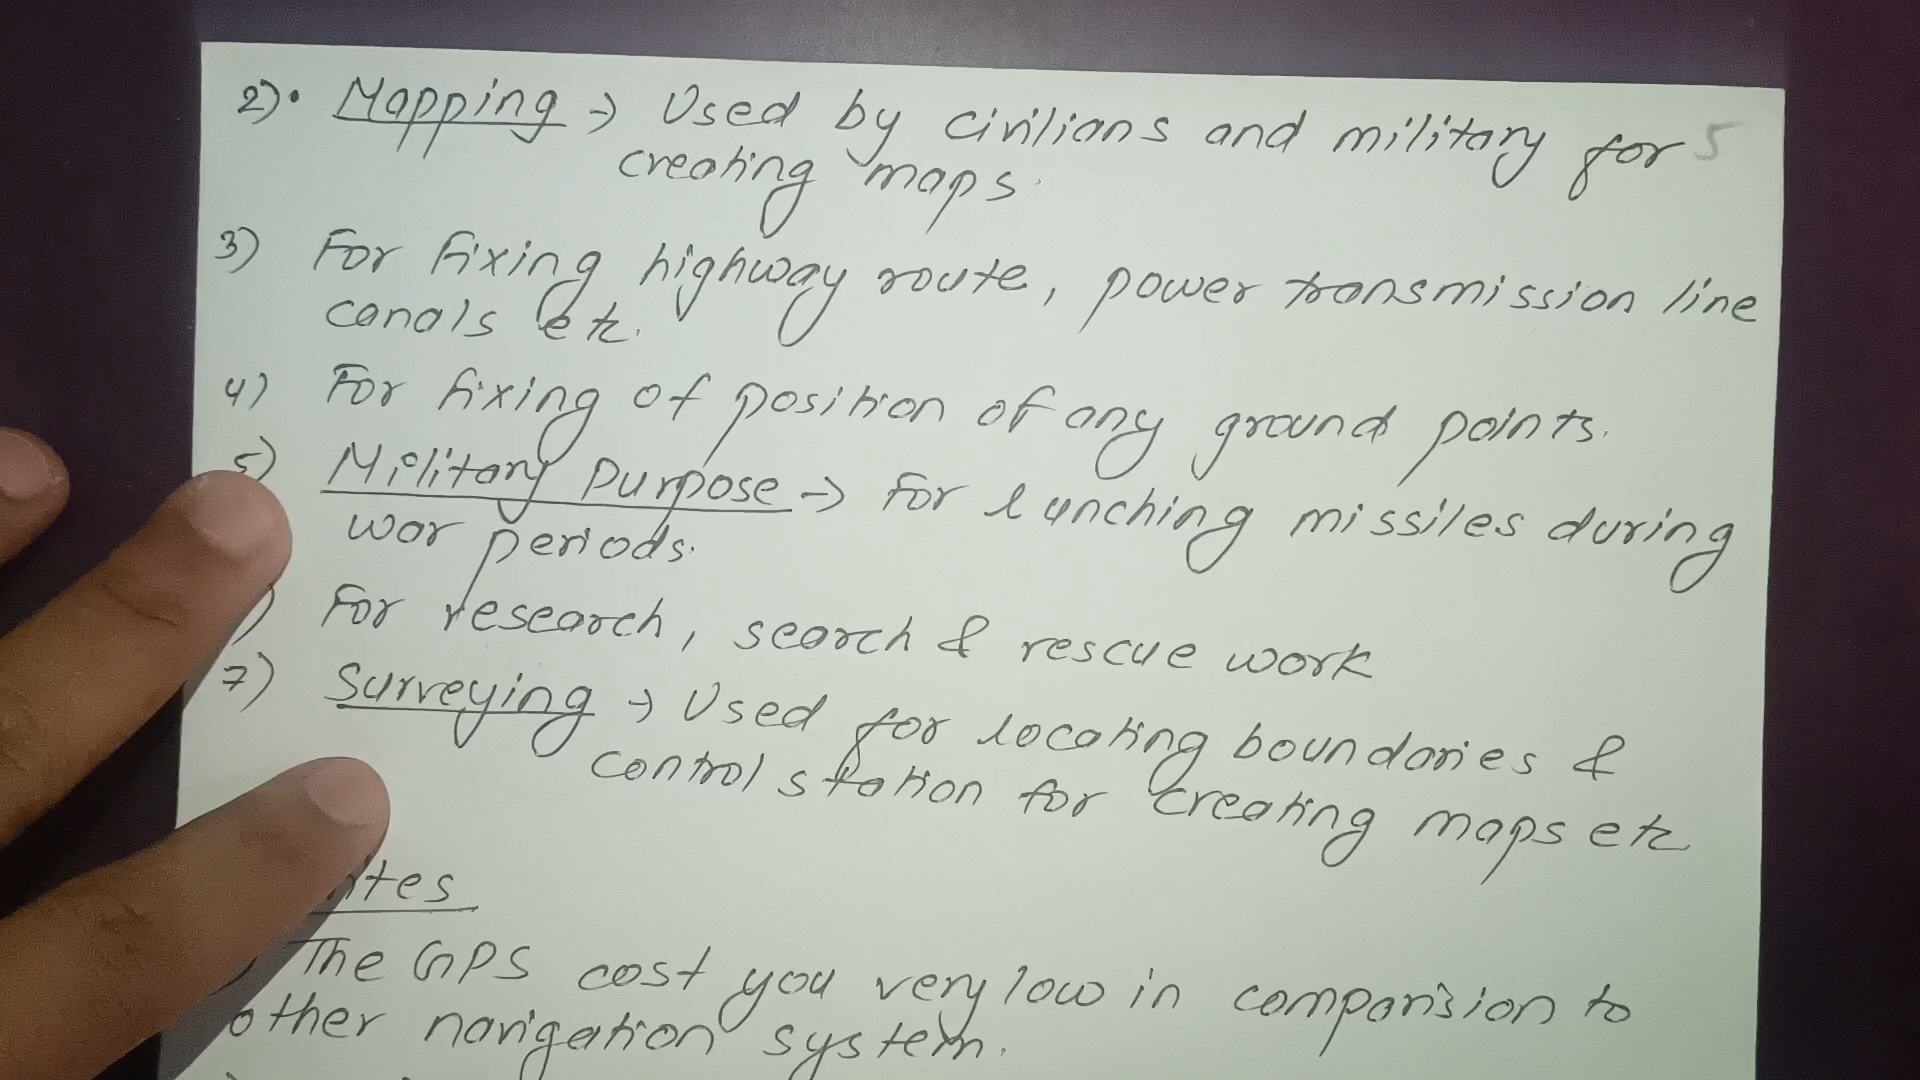 2). Mapping → Used by civilians and military for 5
creating maps.
3) For fixing highway route, power transmission line
canals etc.
4) For fixing of position of any ground points.
5) Military Purpose → For lunching missiles during
war periods.
) For research, search & rescue work
7) Surveying → Used for locating boundaries &
control station for creating maps etc
The GPS cost you very low in comparision to
other navigation system.